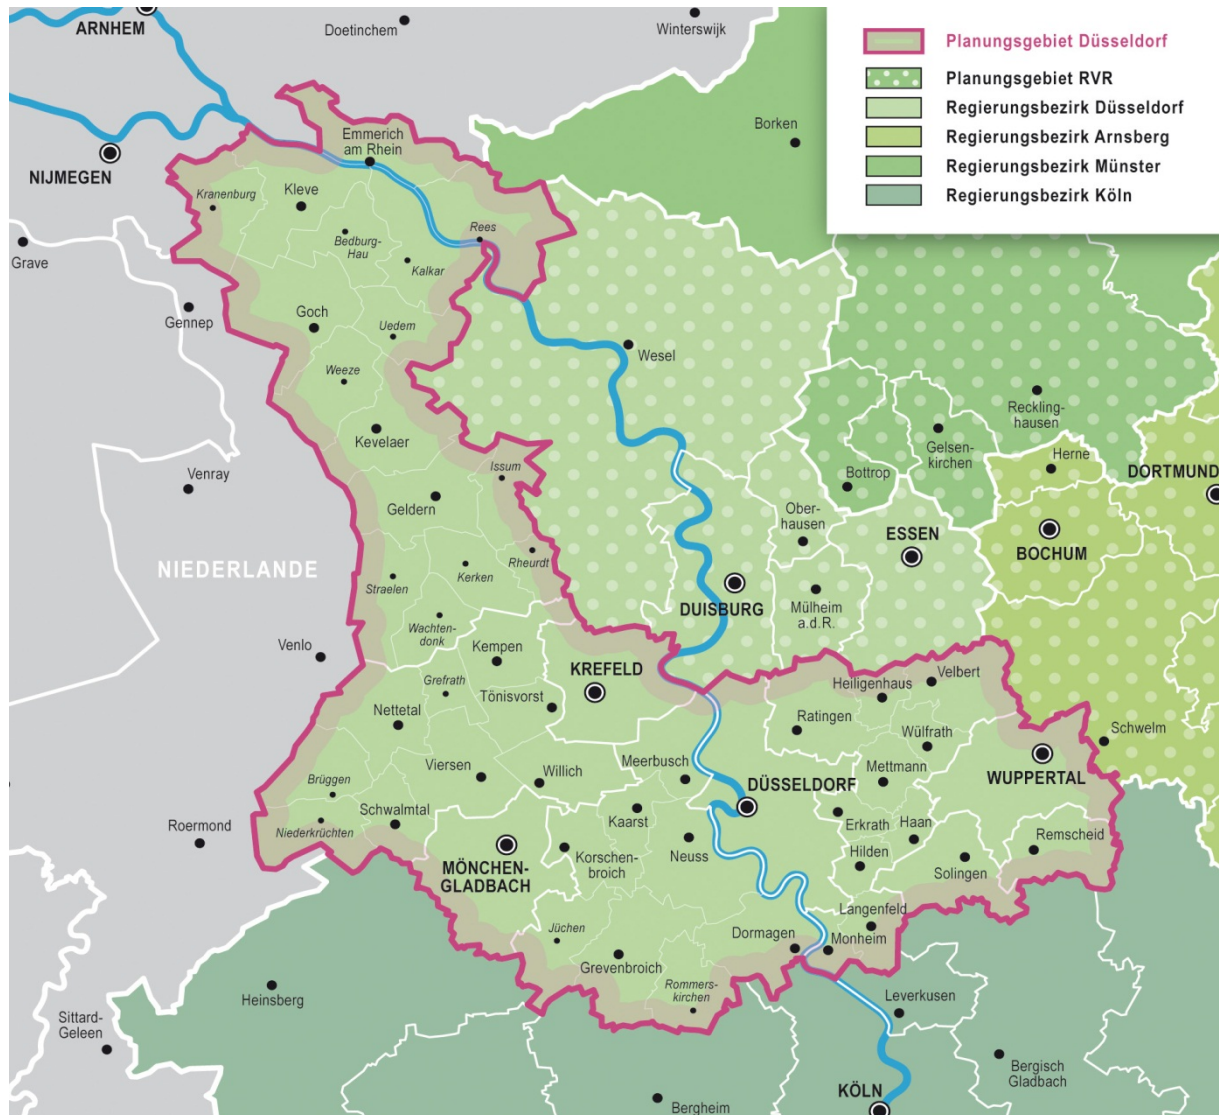 ARNHEM
Doetinchem
Winterswijk
Planungsgebiet Düsseldorf
Planungsgebiet RVR
Regierungsbezirk Düsseldorf
Regierungsbezirk Arnsberg
Regierungsbezirk Münster
Regierungsbezirk Köln
Borken
Emmerich
am Rhein
NIJMEGEN
Kranenburg
Kleve
Bedburg-
Hau
Rees
Kalkar
Grave
Gennep
Goch
Uedem
Wesel
Weeze
Reckling-
hausen
Kevelaer
Gelsen-
kirchen
Herne
Venray
Issum
Bottrop
DORTMUND
Geldern
Ober-
hausen
ESSEN
BOCHUM
NIEDERLANDE
Rheurdt
Straelen
Kerken
DUISBURG
Mülheim
a.d.R.
Wachten-
donk
Venlo
Kempen
KREFELD
Grefrath
Tönisvorst
Heiligenhaus
Velbert
Nettetal
Ratingen
Wülfrath
Schwelm
Viersen
Willich
Meerbusch
Mettmann
WUPPERTAL
Brüggen
DÜSSELDORF
Roermond
Niederkrüchten
Schwalmtal
Kaarst
Erkrath
Haan
Remscheid
MÖNCHEN-
GLADBACH
Korschen-
broich
Neuss
Hilden
Solingen
Langenfeld
Jüchen
Dormagen
Monheim
Grevenbroich
Rommers-
kirchen
Heinsberg
Leverkusen
Sittard-
Geleen
Bergisch
Gladbach
KÖLN
Bergheim